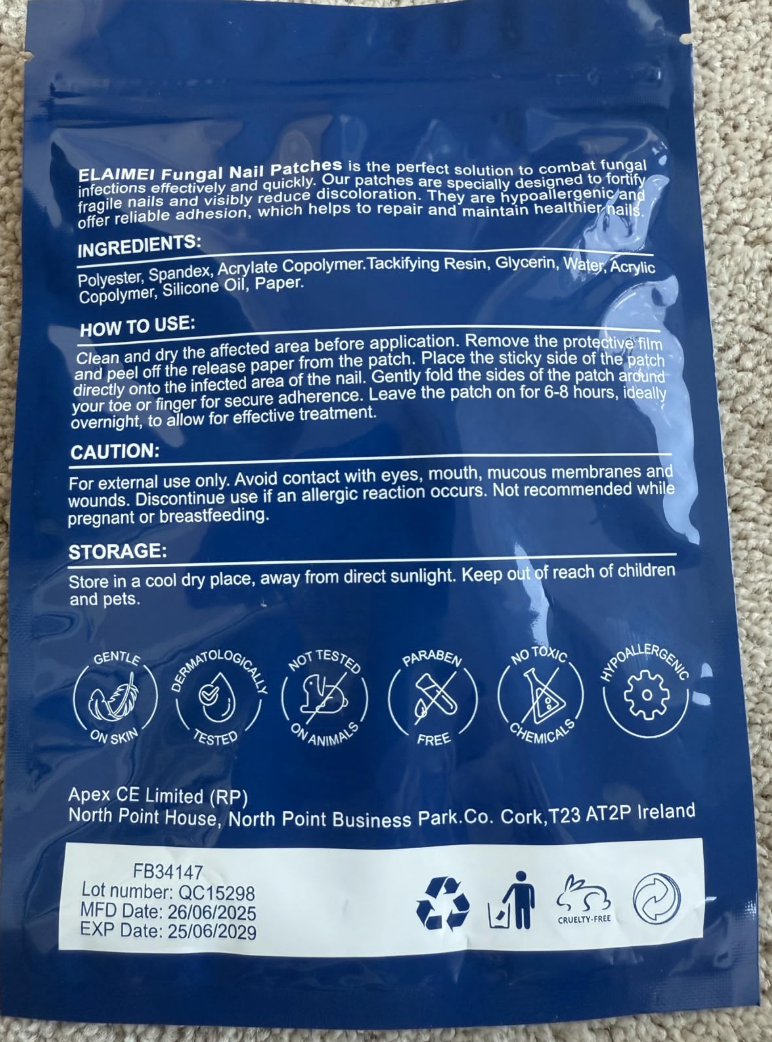 ELAIMEI Fungal Nail Patches is the perfect solution to combat fungal
infections effectively and quickly. Our patches are specially designed to fortify
fragile nails and visibly reduce discoloration. They are hypoallergenic and
offer reliable adhesion, which helps to repair and maintain healthier nails.
INGREDIENTS:
Polyester, Spandex, Acrylate Copolymer.Tackifying Resin, Glycerin, Water, Acrylic
Copolymer, Silicone Oil, Paper.
HOW TO USE:
Clean and dry the affected area before application. Remove the protective film
and peel off the release paper from the patch. Place the sticky side of the patch
directly onto the infected area of the nail. Gently fold the sides of the patch around
your toe or finger for secure adherence. Leave the patch on for 6-8 hours, ideally
overnight, to allow for effective treatment.
CAUTION:
For external use only. Avoid contact with eyes, mouth, mucous membranes and
wounds. Discontinue use if an allergic reaction occurs. Not recommended while
pregnant or breastfeeding.
STORAGE:
Store in a cool dry place, away from direct sunlight. Keep out of reach of children
and pets.
GENTLE
ON SKIN
DERMATOLOGICALLY
TESTED
NOT TESTED
ON ANIMALS
PARABEN
FREE
NO TOXIC
CHEMICALS
HYPOALLERGENIC
Apex CE Limited (RP)
North Point House, North Point Business Park.Co. Cork,T23 AT2P Ireland
FB34147
Lot number: QC15298
MFD Date: 26/06/2025
EXP Date: 25/06/2029
CRUELTY-FREE